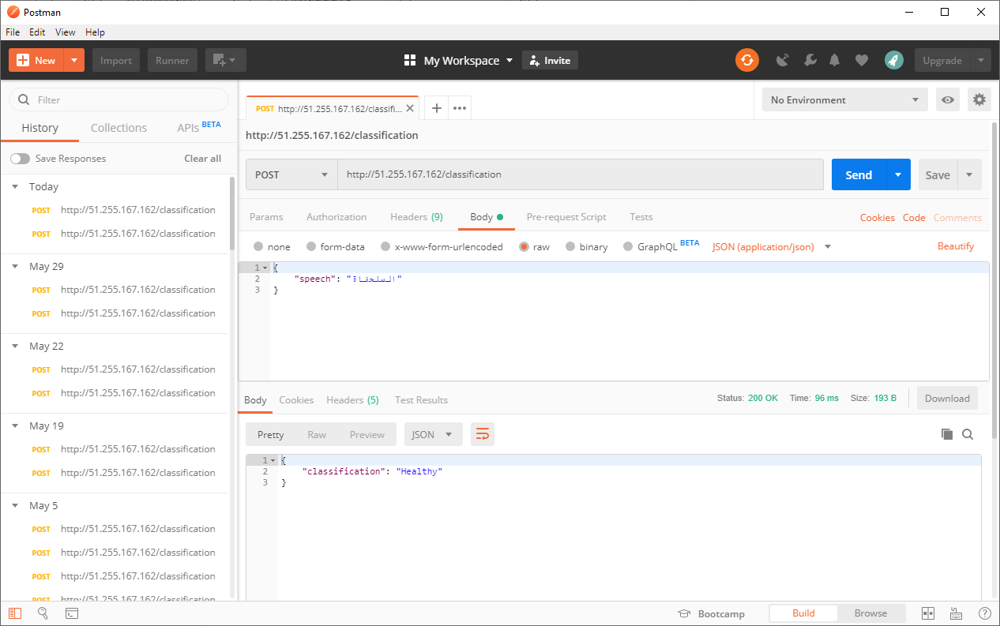 Postman
File Edit View Help
New Import Runner My Workspace Invite Upgrade
Filter
History Collections APIs BETA
Save Responses Clear all
Today
POST http://51.255.167.162/classification
POST http://51.255.167.162/classification
May 29
POST http://51.255.167.162/classification
POST http://51.255.167.162/classification
May 22
POST http://51.255.167.162/classification
POST http://51.255.167.162/classification
May 19
POST http://51.255.167.162/classification
POST http://51.255.167.162/classification
May 5
POST http://51.255.167.162/classification
POST http://51.255.167.162/classification
POST http://51.255.167.162/classification
POST http://51.255.167.162/classification
POST http://51.255.167.162/classifi... No Environment
http://51.255.167.162/classification
POST http://51.255.167.162/classification Send Save
Params Authorization Headers (9) Body Pre-request Script Tests Cookies Code Comments
none form-data x-www-form-urlencoded raw binary GraphQL BETA JSON (application/json) Beautify
1 {
2 "speech": "السلحفاة"
3 }
Body Cookies Headers (5) Test Results Status: 200 OK Time: 96 ms Size: 193 B Download
Pretty Raw Preview JSON
1 {
2 "classification": "Healthy"
3 }
Bootcamp Build Browse